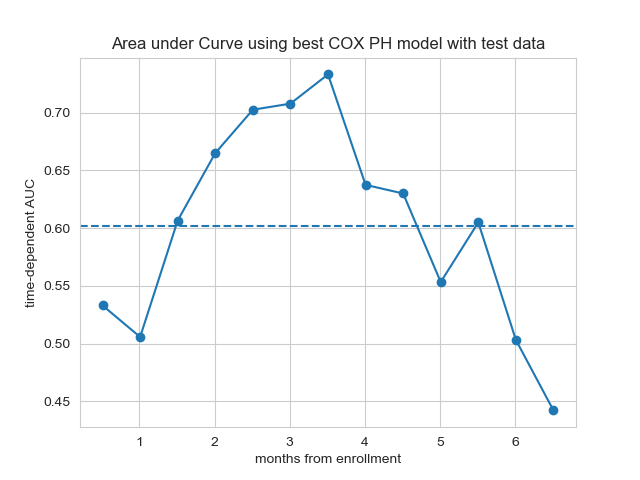 Area under Curve using best COX PH model with test data
time-dependent AUC
0.70
0.65
0.60
0.55
0.50
0.45
1 2 3 4 5 6
months from enrollment